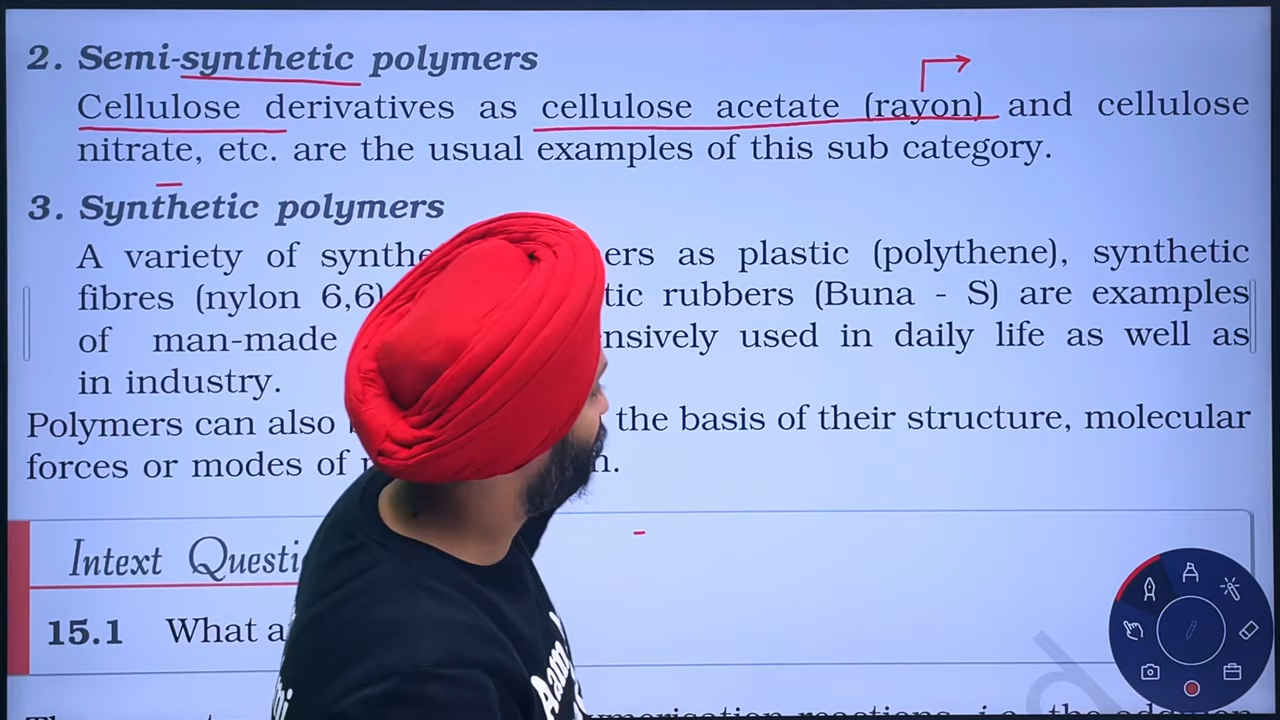 2. Semi-synthetic polymers
Cellulose derivatives as cellulose acetate (rayon) and cellulose
nitrate, etc. are the usual examples of this sub category.
3. Synthetic polymers
A variety of synthe ers as plastic (polythene), synthetic
fibres (nylon 6,6) tic rubbers (Buna - S) are examples
of man-made nsively used in daily life as well as
in industry.
Polymers can also the basis of their structure, molecular
forces or modes of n.
Intext Questi
15.1 What a